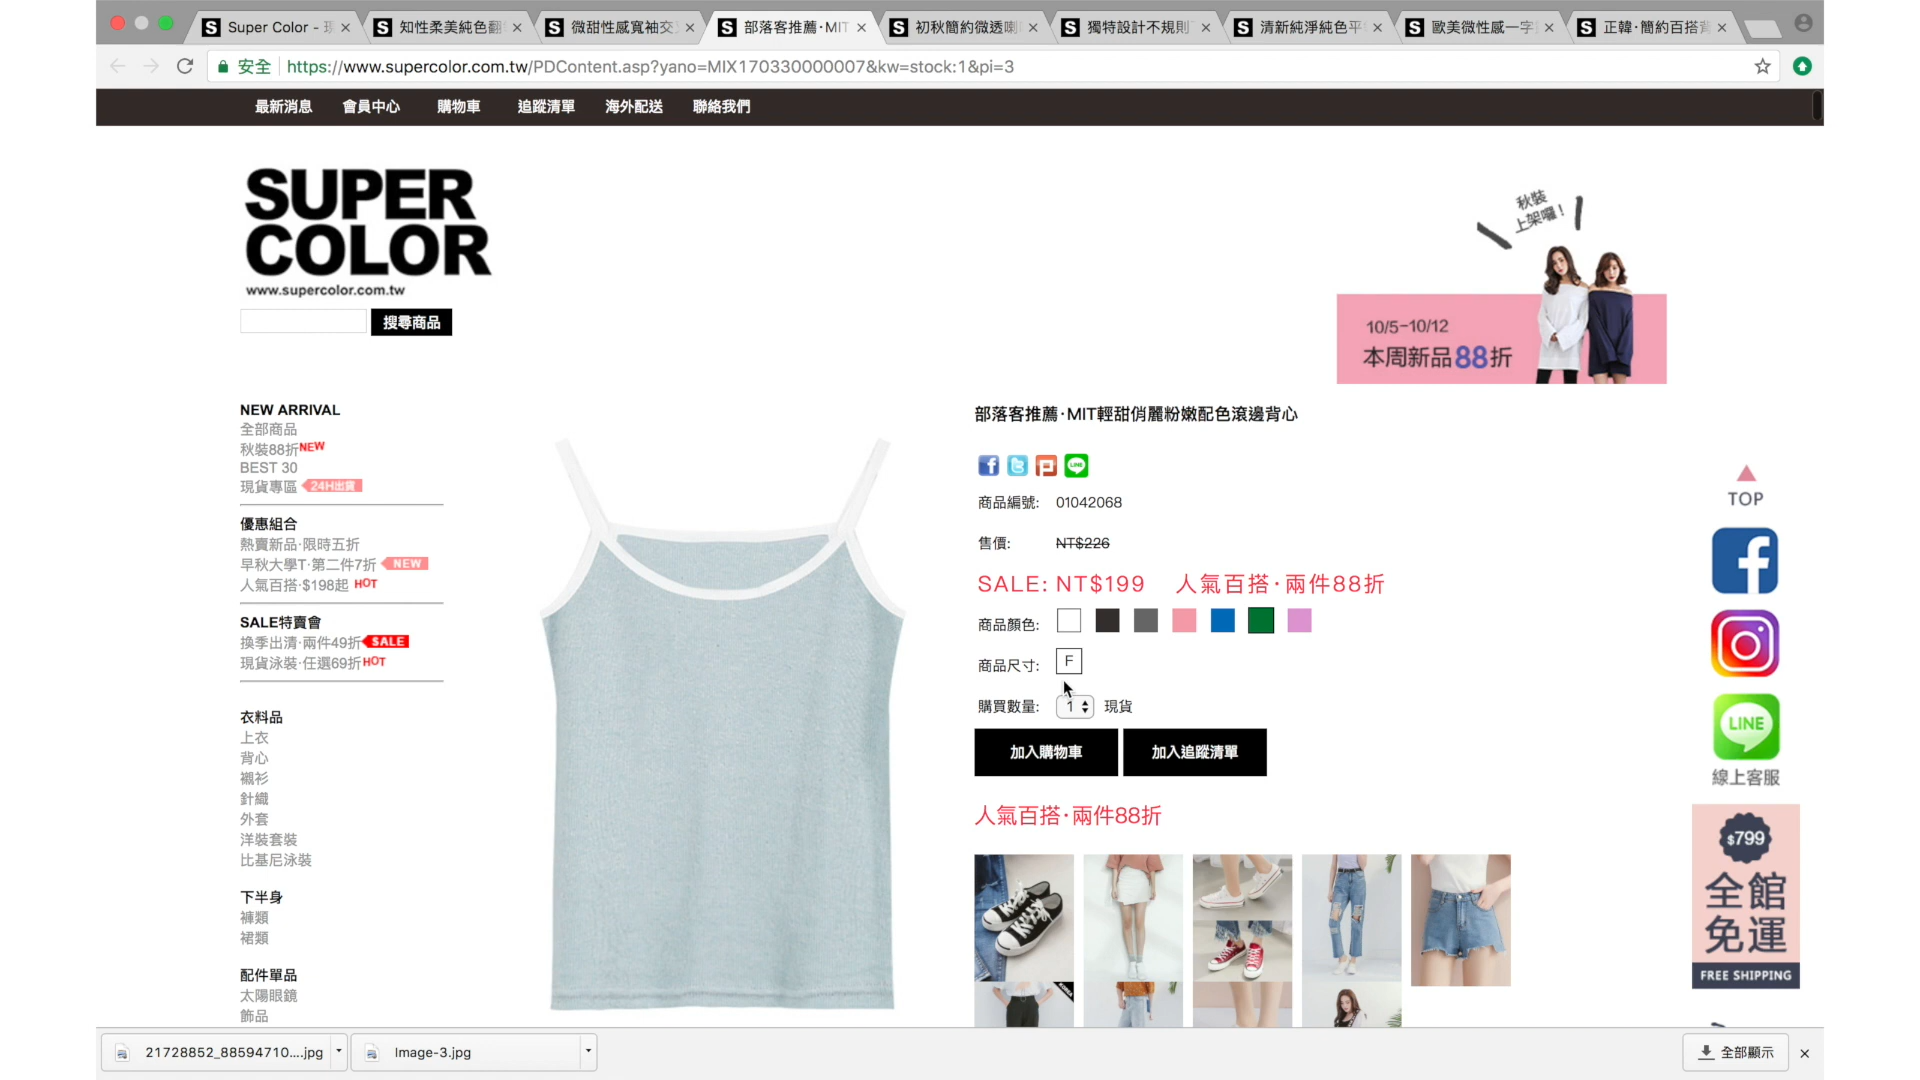 Super Color - 現
知性柔美純色翻
微甜性感寬袖交
部落客推薦·MIT
初秋簡約微透喇
獨特設計不規則
清新純淨純色平
歐美微性感一字
正韓·簡約百搭背
安全 https://www.supercolor.com.tw/PDContent.asp?yano=MIX170330000007&kw=stock:1&pi=3
最新消息 會員中心 購物車 追蹤清單 海外配送 聯絡我們
SUPER
COLOR
www.supercolor.com.tw
搜尋商品
秋裝
上架囉!
10/5-10/12
本周新品88折
NEW ARRIVAL
全部商品
秋裝88折NEW
BEST 30
現貨專區 24H出貨
優惠組合
熱賣新品·限時五折
早秋大學T·第二件7折 NEW
人氣百搭·$198起 HOT
SALE特賣會
換季出清·兩件49折 SALE
現貨泳裝·任選69折HOT
衣料品
上衣
背心
襯衫
針織
外套
洋裝套裝
比基尼泳裝
下半身
褲類
裙類
配件單品
太陽眼鏡
飾品
部落客推薦·MIT輕甜俏麗粉嫩配色滾邊背心
LINE
商品編號: 01042068
售價: NT$226
SALE: NT$199 人氣百搭·兩件88折
商品顏色:
商品尺寸: F
購買數量: 1 現貨
加入購物車 加入追蹤清單
人氣百搭·兩件88折
TOP
LINE
線上客服
$799
全館
免運
FREE SHIPPING
21728852_88594710....jpg
Image-3.jpg
全部顯示